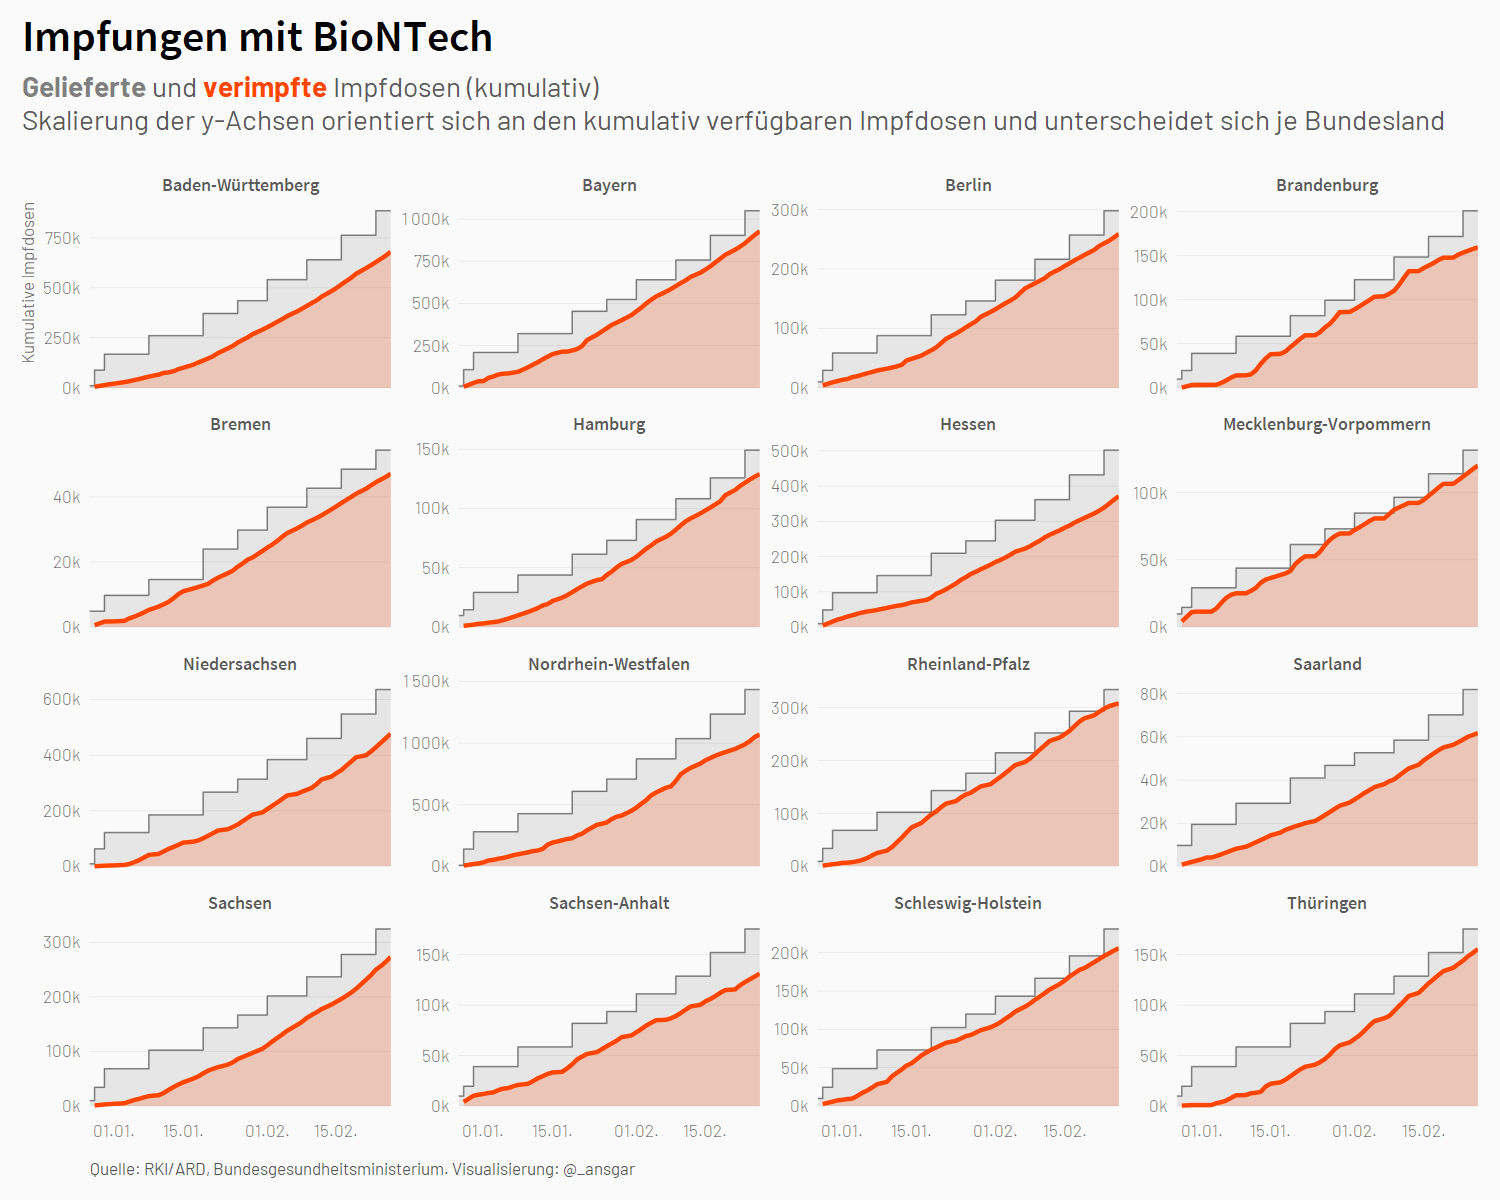 Impfungen mit BioNTech
Gelieferte und verimpfte Impfdosen (kumulativ)
Skalierung der y-Achsen orientiert sich an den kumulativ verfügbaren Impfdosen und unterscheidet sich je Bundesland
Kumulative Impfdosen
Baden-Württemberg
750k
500k
250k
0k
Bayern
1 000k
750k
500k
250k
0k
Berlin
300k
200k
100k
0k
Brandenburg
200k
150k
100k
50k
0k
Bremen
40k
20k
0k
Hamburg
150k
100k
50k
0k
Hessen
500k
400k
300k
200k
100k
0k
Mecklenburg-Vorpommern
100k
50k
0k
Niedersachsen
600k
400k
200k
0k
Nordrhein-Westfalen
1 500k
1 000k
500k
0k
Rheinland-Pfalz
300k
200k
100k
0k
Saarland
80k
60k
40k
20k
0k
Sachsen
300k
200k
100k
0k
Sachsen-Anhalt
150k
100k
50k
0k
Schleswig-Holstein
200k
150k
100k
50k
0k
Thüringen
150k
100k
50k
0k
01.01. 15.01. 01.02. 15.02.
01.01. 15.01. 01.02. 15.02.
01.01. 15.01. 01.02. 15.02.
01.01. 15.01. 01.02. 15.02.
Quelle: RKI/ARD, Bundesgesundheitsministerium. Visualisierung: @_ansgar